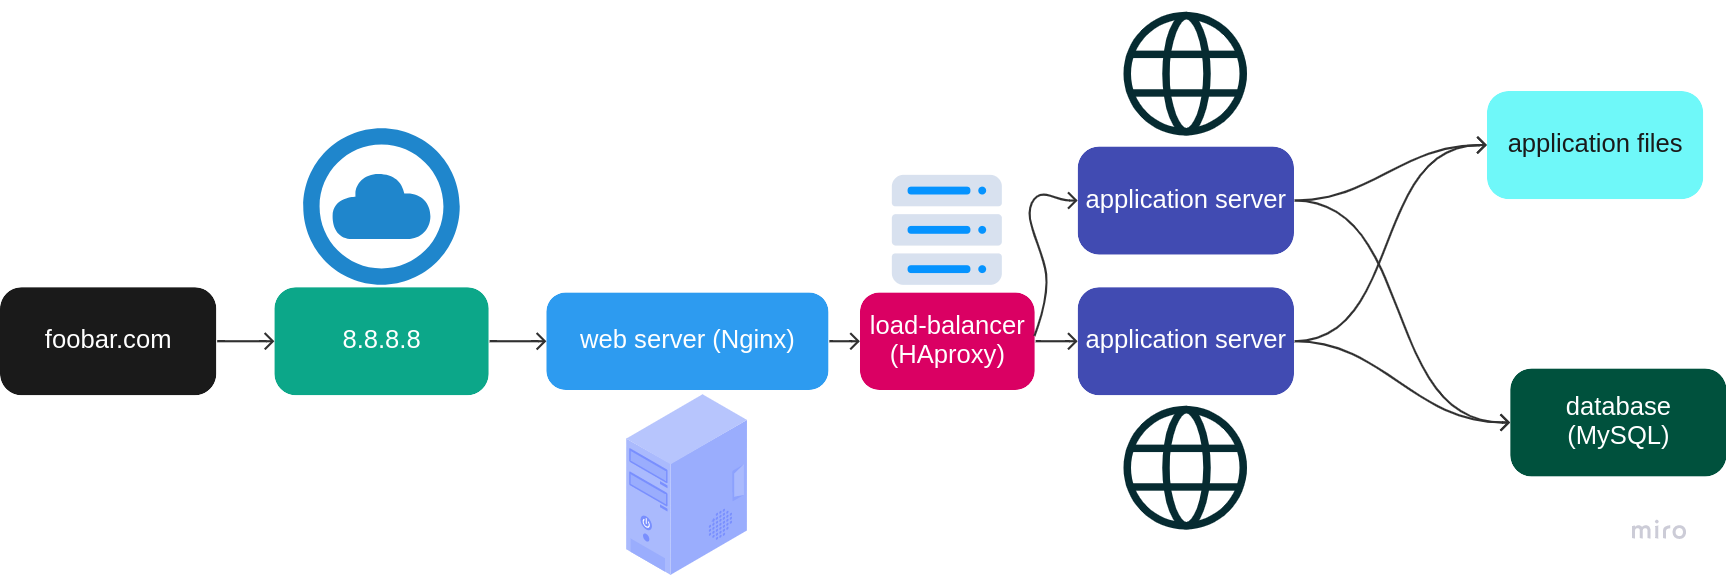 foobar.com
8.8.8.8
web server (Nginx)
load-balancer
(HAproxy)
application server
application server
application files
database
(MySQL)
miro